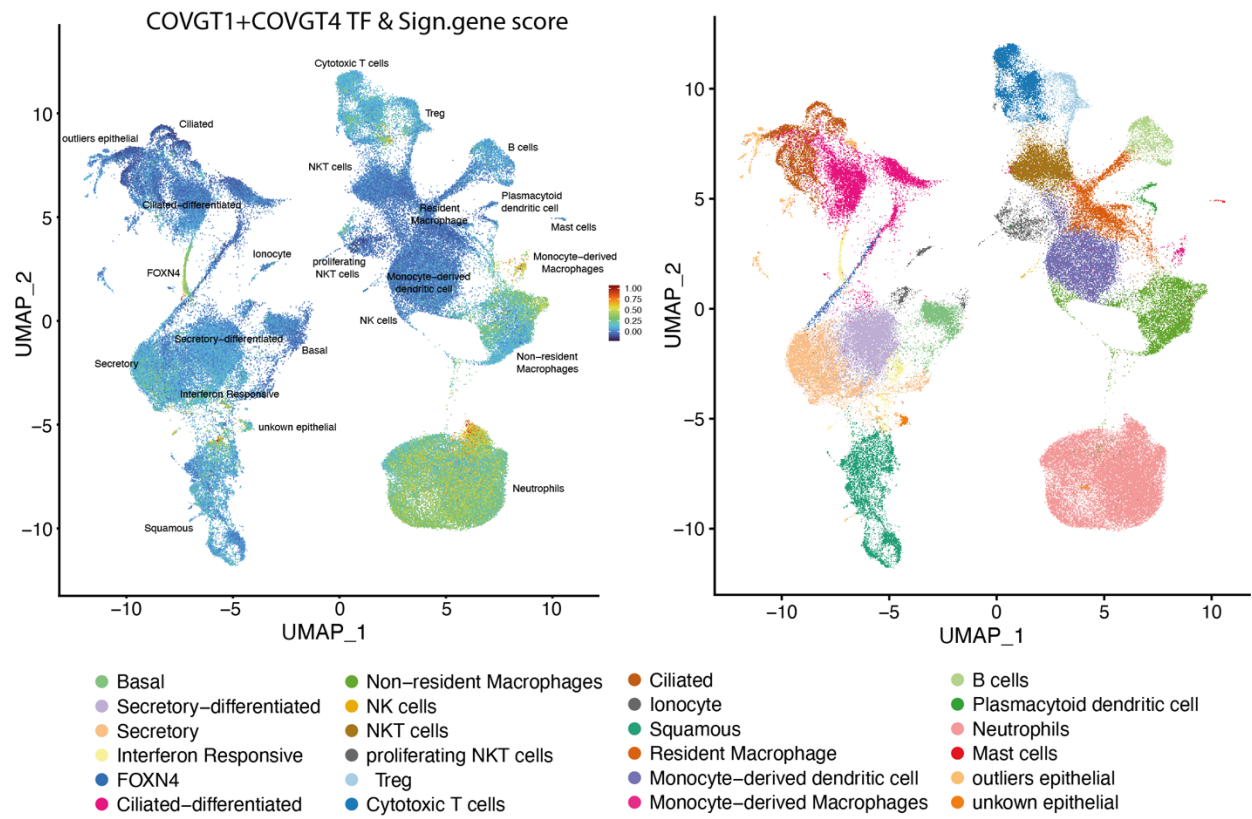 COVGT1+COVGT4 TF & Sign.gene score
Cytotoxic T cells
Treg
Ciliated
outliers epithelial
B cells
NKT cells
Plasmacytoid
dendritic cell
Ciliated−differentiated
Resident
Macrophage
Mast cells
Ionocyte
FOXN4
proliferating
NKT cells
Monocyte−derived
Macrophages
Monocyte−derived
dendritic cell
NK cells
Secretory−differentiated
Basal
Secretory
Non−resident
Macrophages
Interferon Responsive
unkown epithelial
Neutrophils
Squamous
1.00
0.75
0.50
0.25
0.00
10
5
0
−5
−10
UMAP_2
−10
−5
0
5
10
UMAP_1
10
5
0
−5
−10
UMAP_2
−10
−5
0
5
10
UMAP_1
Basal
Secretory−differentiated
Secretory
Interferon Responsive
FOXN4
Ciliated−differentiated
Non−resident Macrophages
NK cells
NKT cells
proliferating NKT cells
Treg
Cytotoxic T cells
Ciliated
Ionocyte
Squamous
Resident Macrophage
Monocyte−derived dendritic cell
Monocyte−derived Macrophages
B cells
Plasmacytoid dendritic cell
Neutrophils
Mast cells
outliers epithelial
unkown epithelial